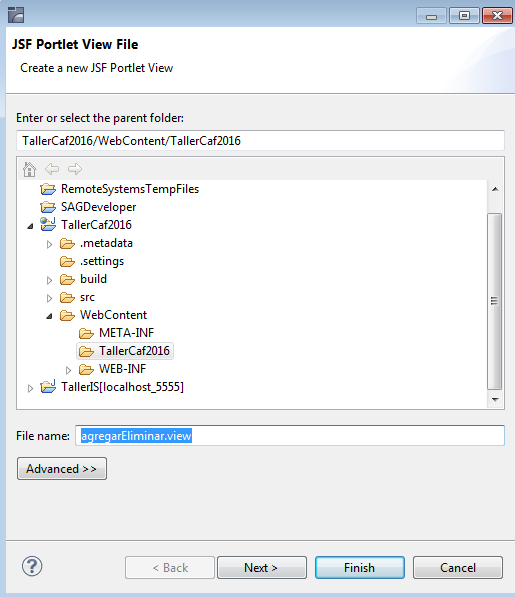 JSF Portlet View File
Create a new JSF Portlet View
Enter or select the parent folder:
TallerCaf2016/WebContent/TallerCaf2016
RemoteSystemsTempFiles
SAGDeveloper
TallerCaf2016
.metadata
.settings
build
src
WebContent
META-INF
TallerCaf2016
WEB-INF
TallerIS[localhost_5555]
File name: agregarEliminar.view
Advanced >>
? < Back Next > Finish Cancel